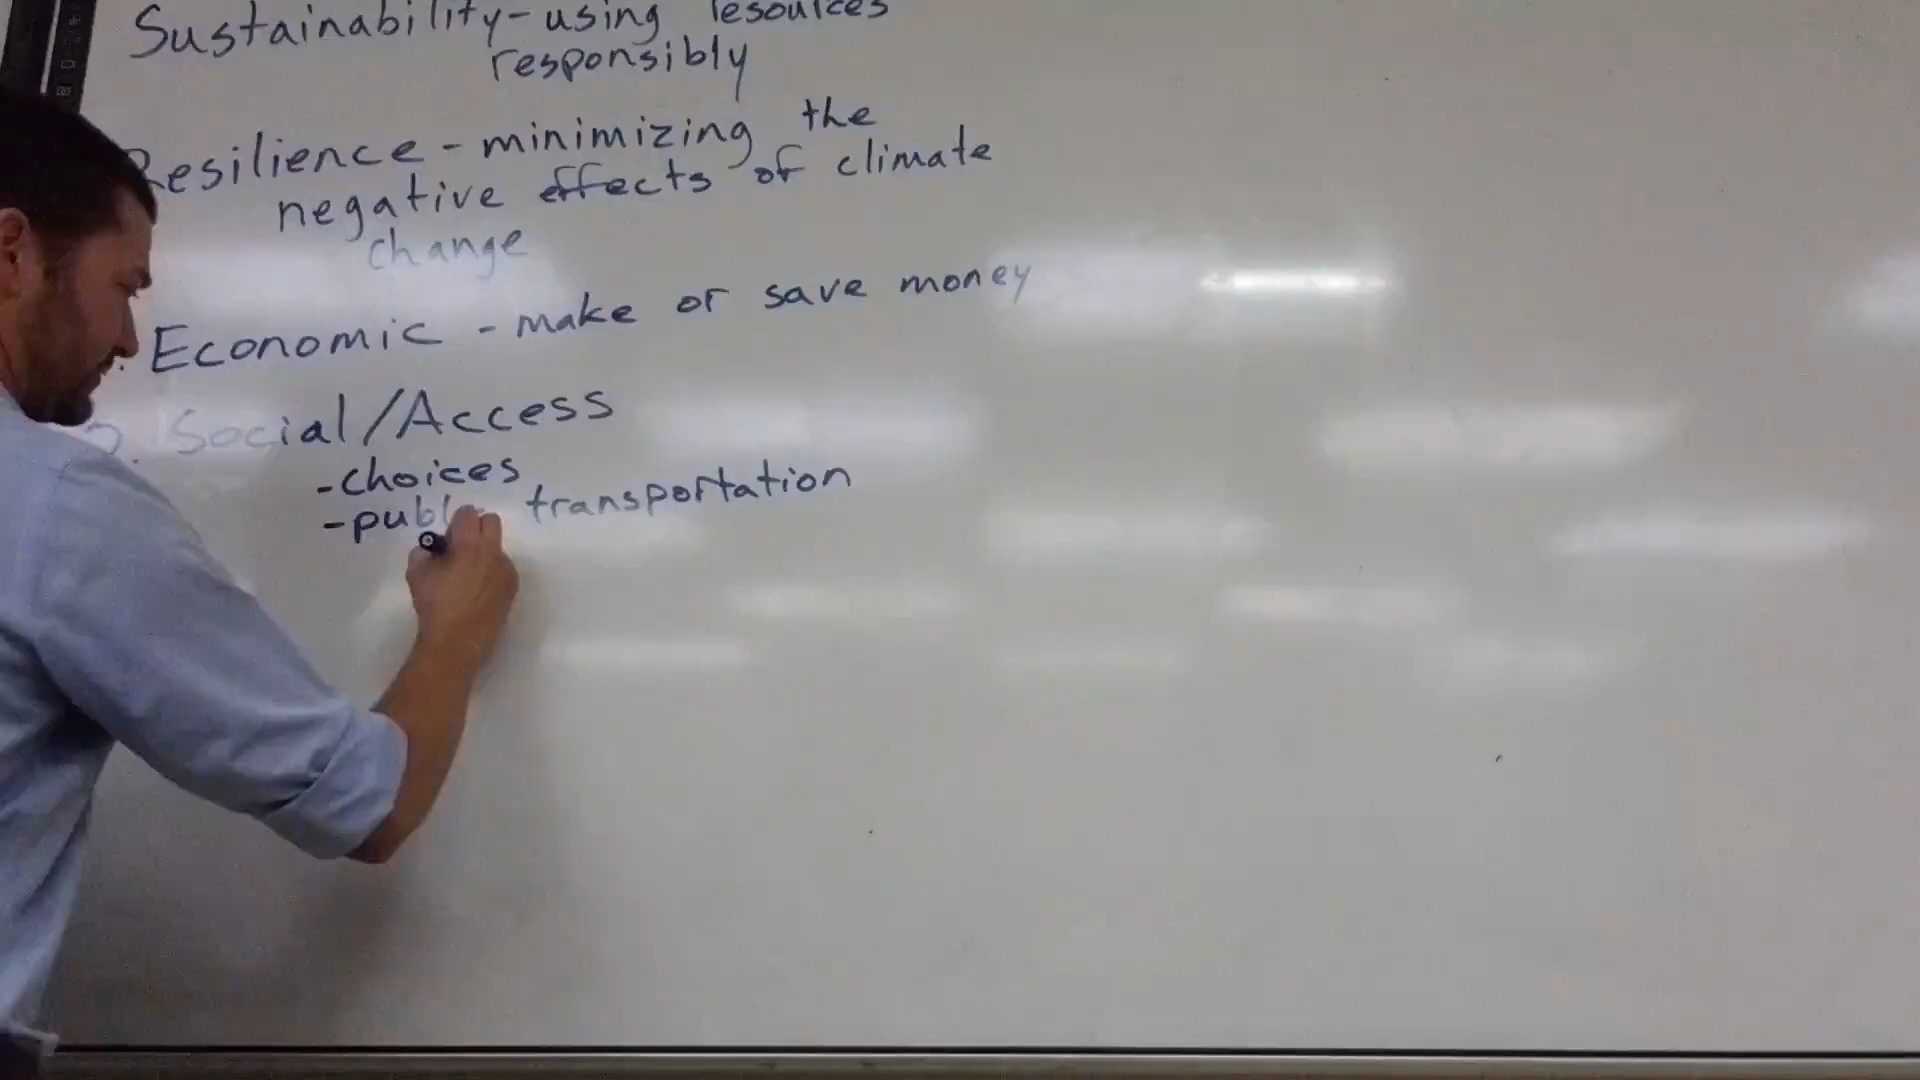 Sustainability - using resources
responsibly
Resilience - minimizing the
negative effects of climate
change
Economic - make or save money
Social/Access
- choices
- public transportation